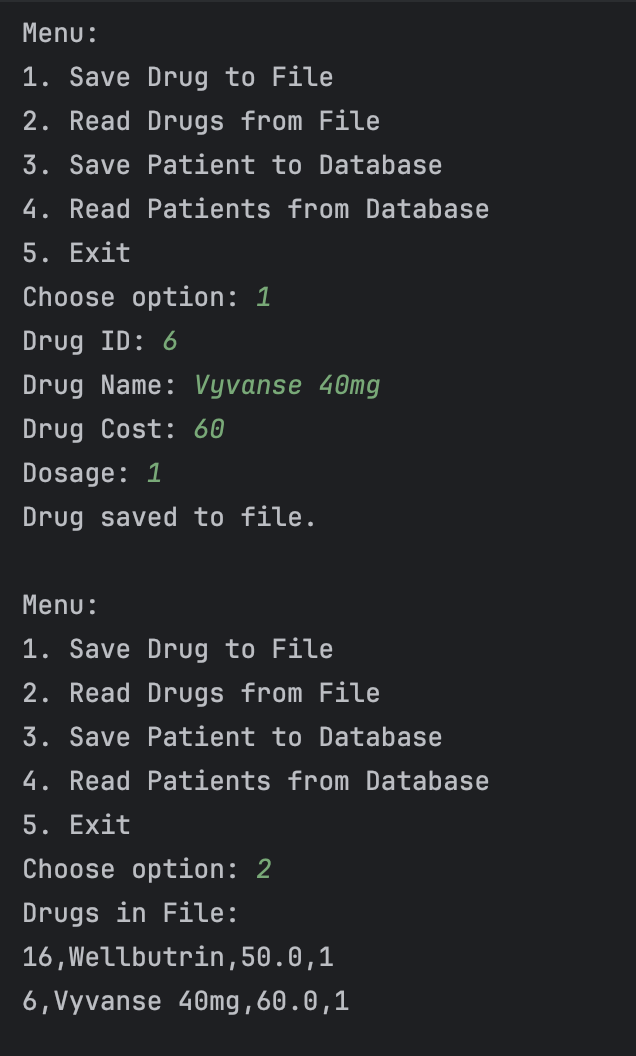 Menu:
1. Save Drug to File
2. Read Drugs from File
3. Save Patient to Database
4. Read Patients from Database
5. Exit
Choose option: 1
Drug ID: 6
Drug Name: Vyvanse 40mg
Drug Cost: 60
Dosage: 1
Drug saved to file.
Menu:
1. Save Drug to File
2. Read Drugs from File
3. Save Patient to Database
4. Read Patients from Database
5. Exit
Choose option: 2
Drugs in File:
16,Wellbutrin,50.0,1
6,Vyvanse 40mg,60.0,1